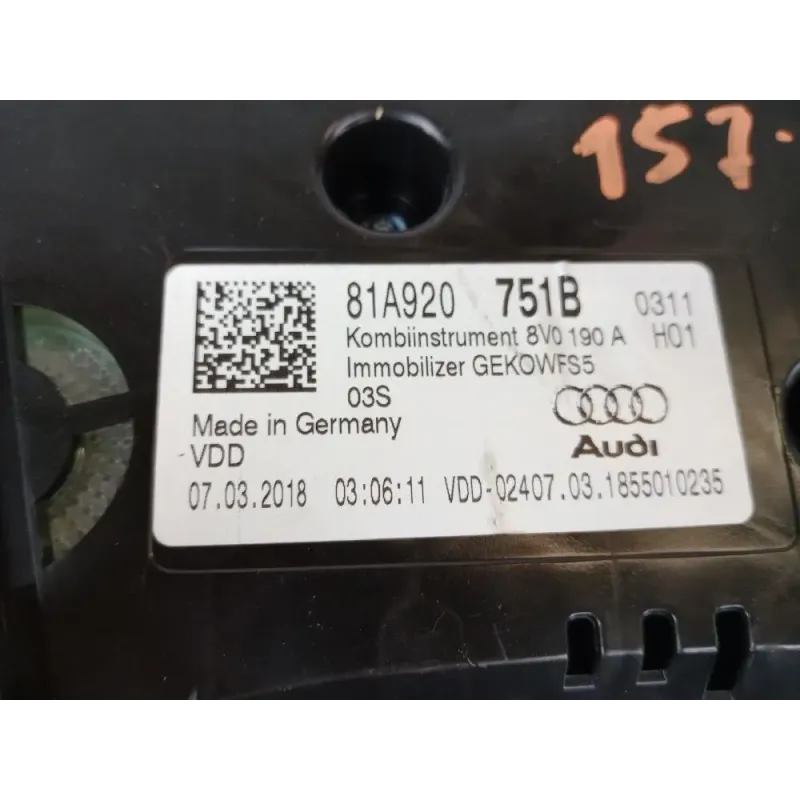 157.
81A920 751B 0311
Kombiinstrument 8V0 190 A H01
Immobilizer GEKOWFS5
03S
Made in Germany
Audi
-VDD
07.03.2018 03:06:11 VDD-02407.03.1855010235